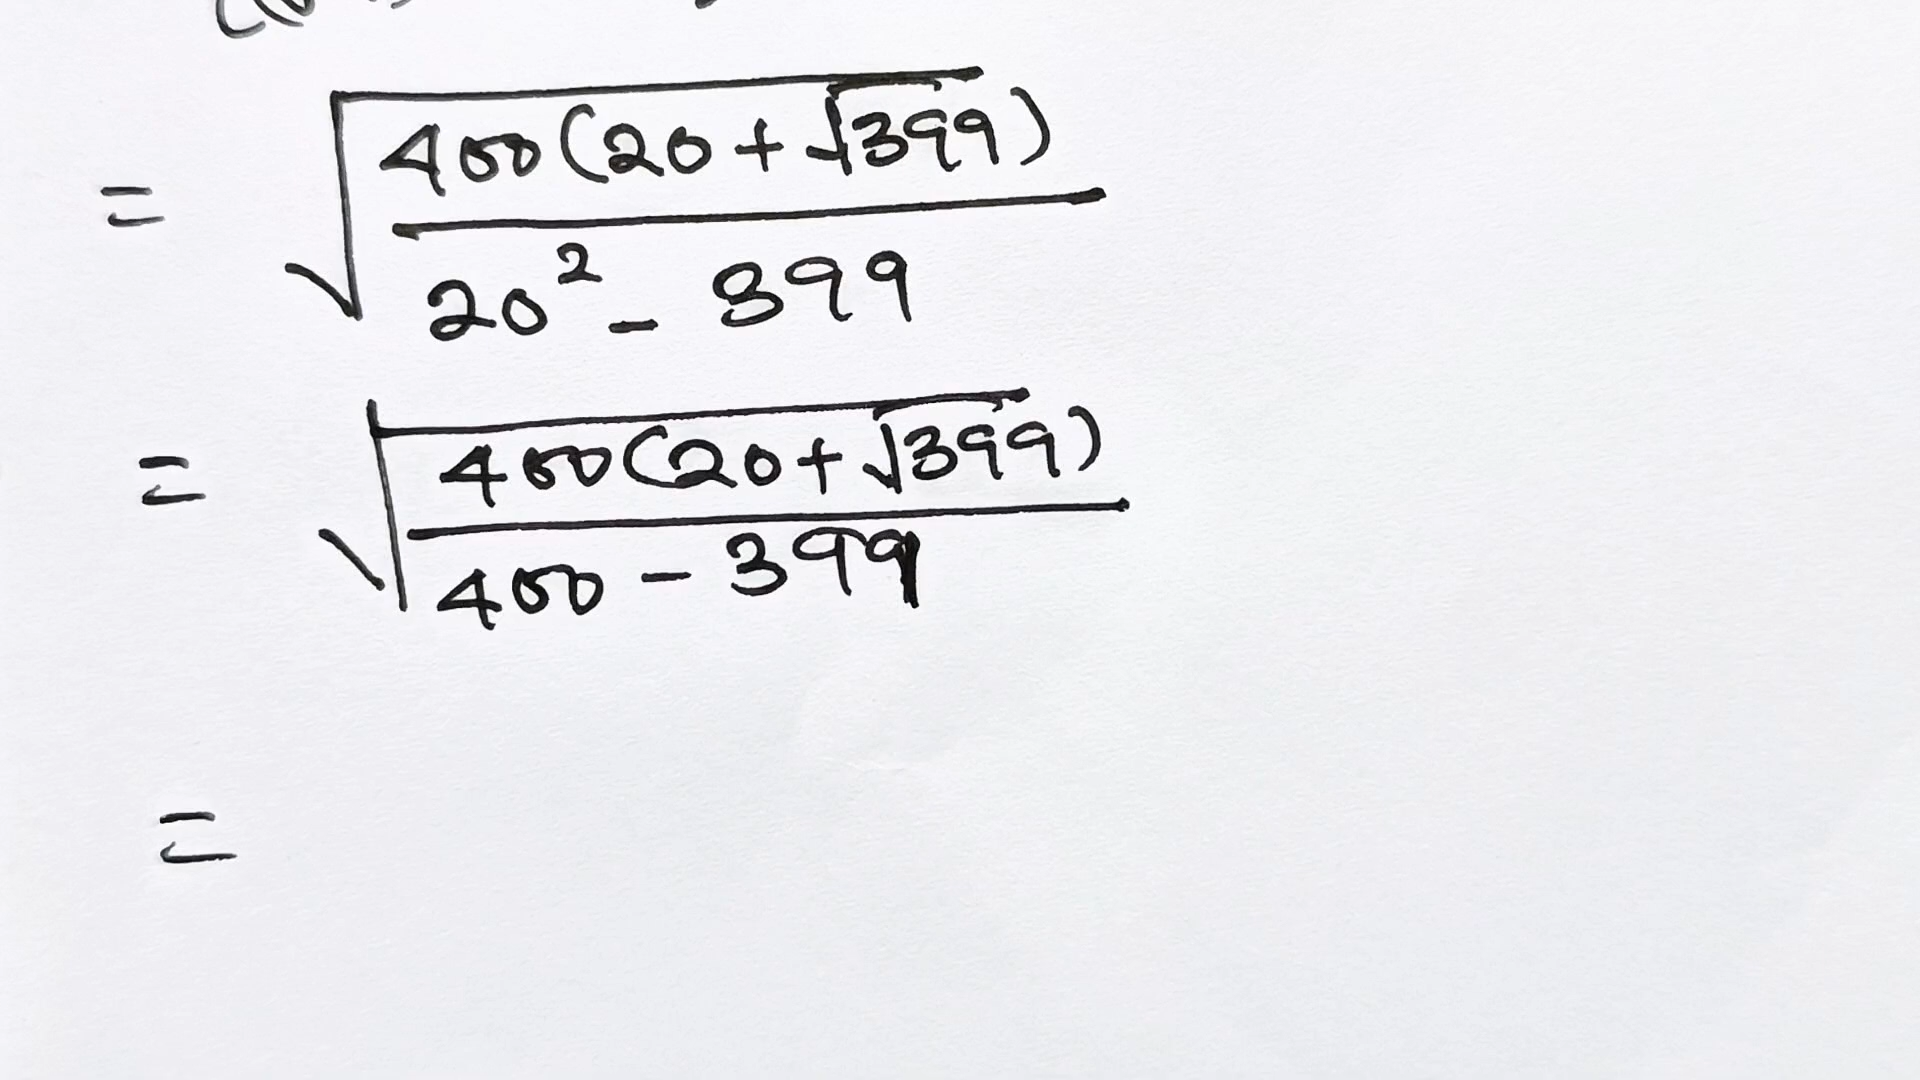 = √(400(20+√399) / 20² - 399)
= √(400(20+√399) / 400 - 399)
=